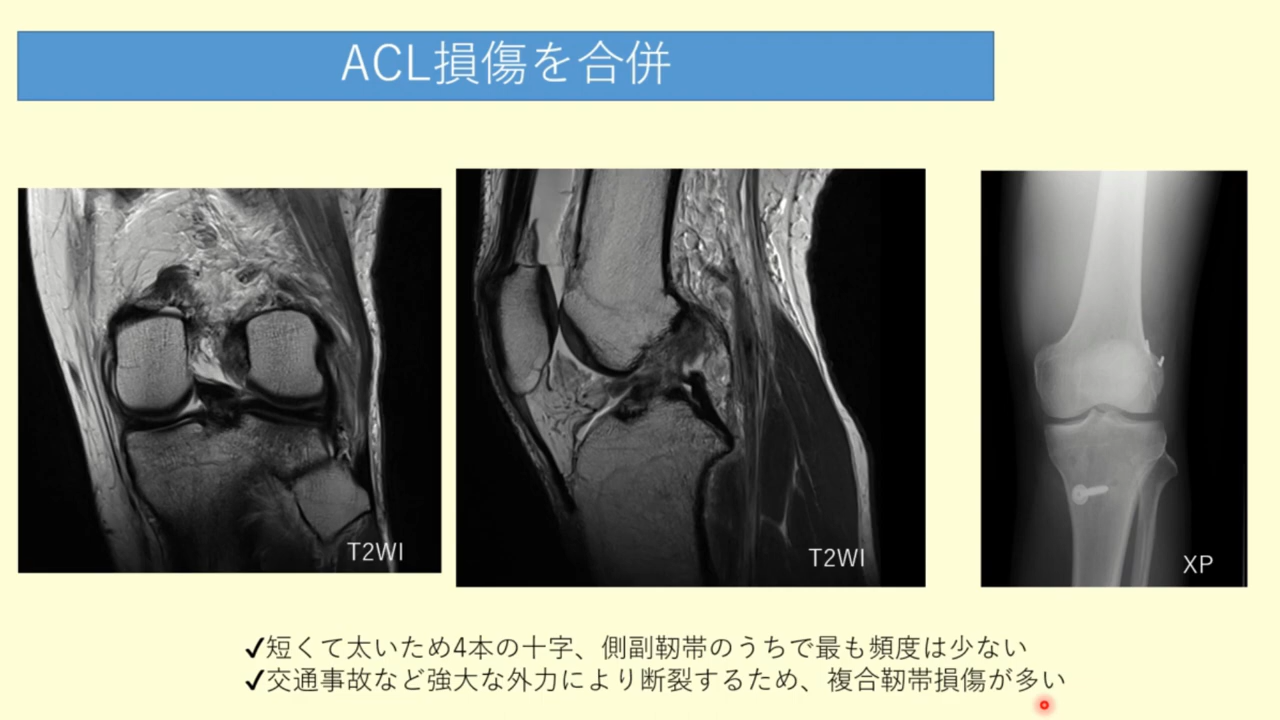 ACL損傷を合併
T2WI
T2WI
XP
✓短くて太いため4本の十字、側副靭帯のうちで最も頻度は少ない
✓交通事故など強大な外力により断裂するため、複合靭帯損傷が多い